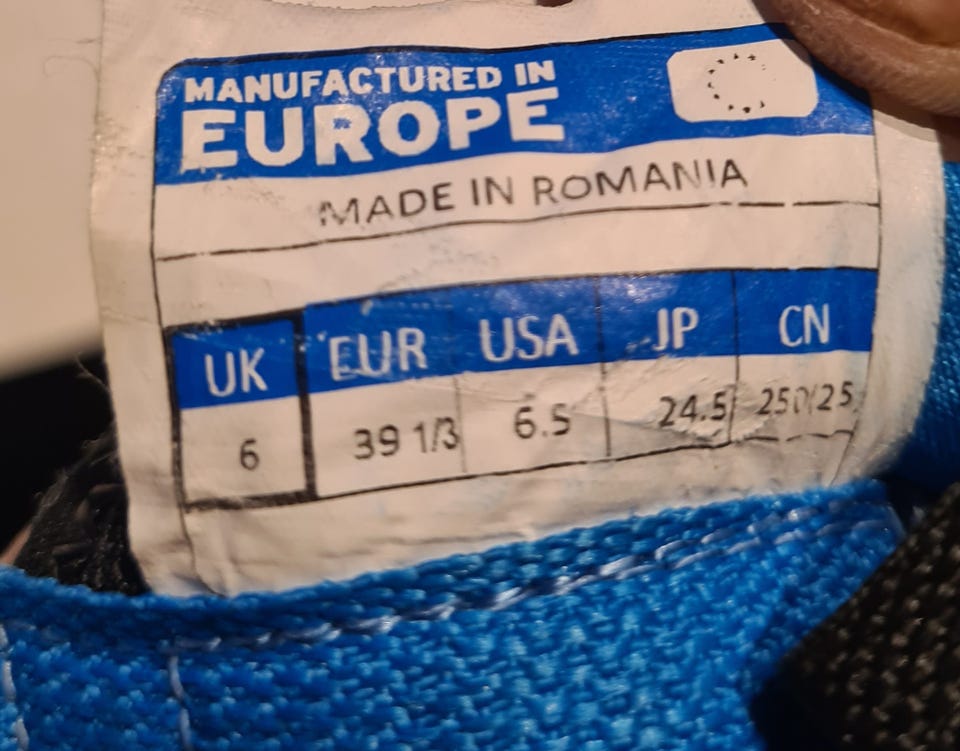 MANUFACTURED IN
EUROPE
MADE IN ROMANIA
UK EUR USA JP CN
6 39 1/3 6.5 24.5 250/25